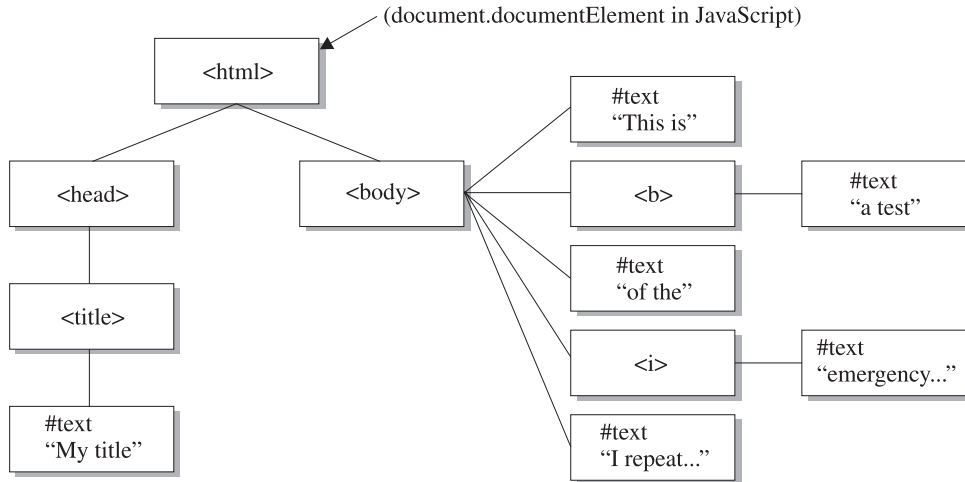 (document.documentElement in JavaScript)
<html>
<head>
<title>
#text
“My title”
<body>
#text
“This is”
<b>
#text
“a test”
#text
“of the”
<i>
#text
“emergency...”
#text
“I repeat...”